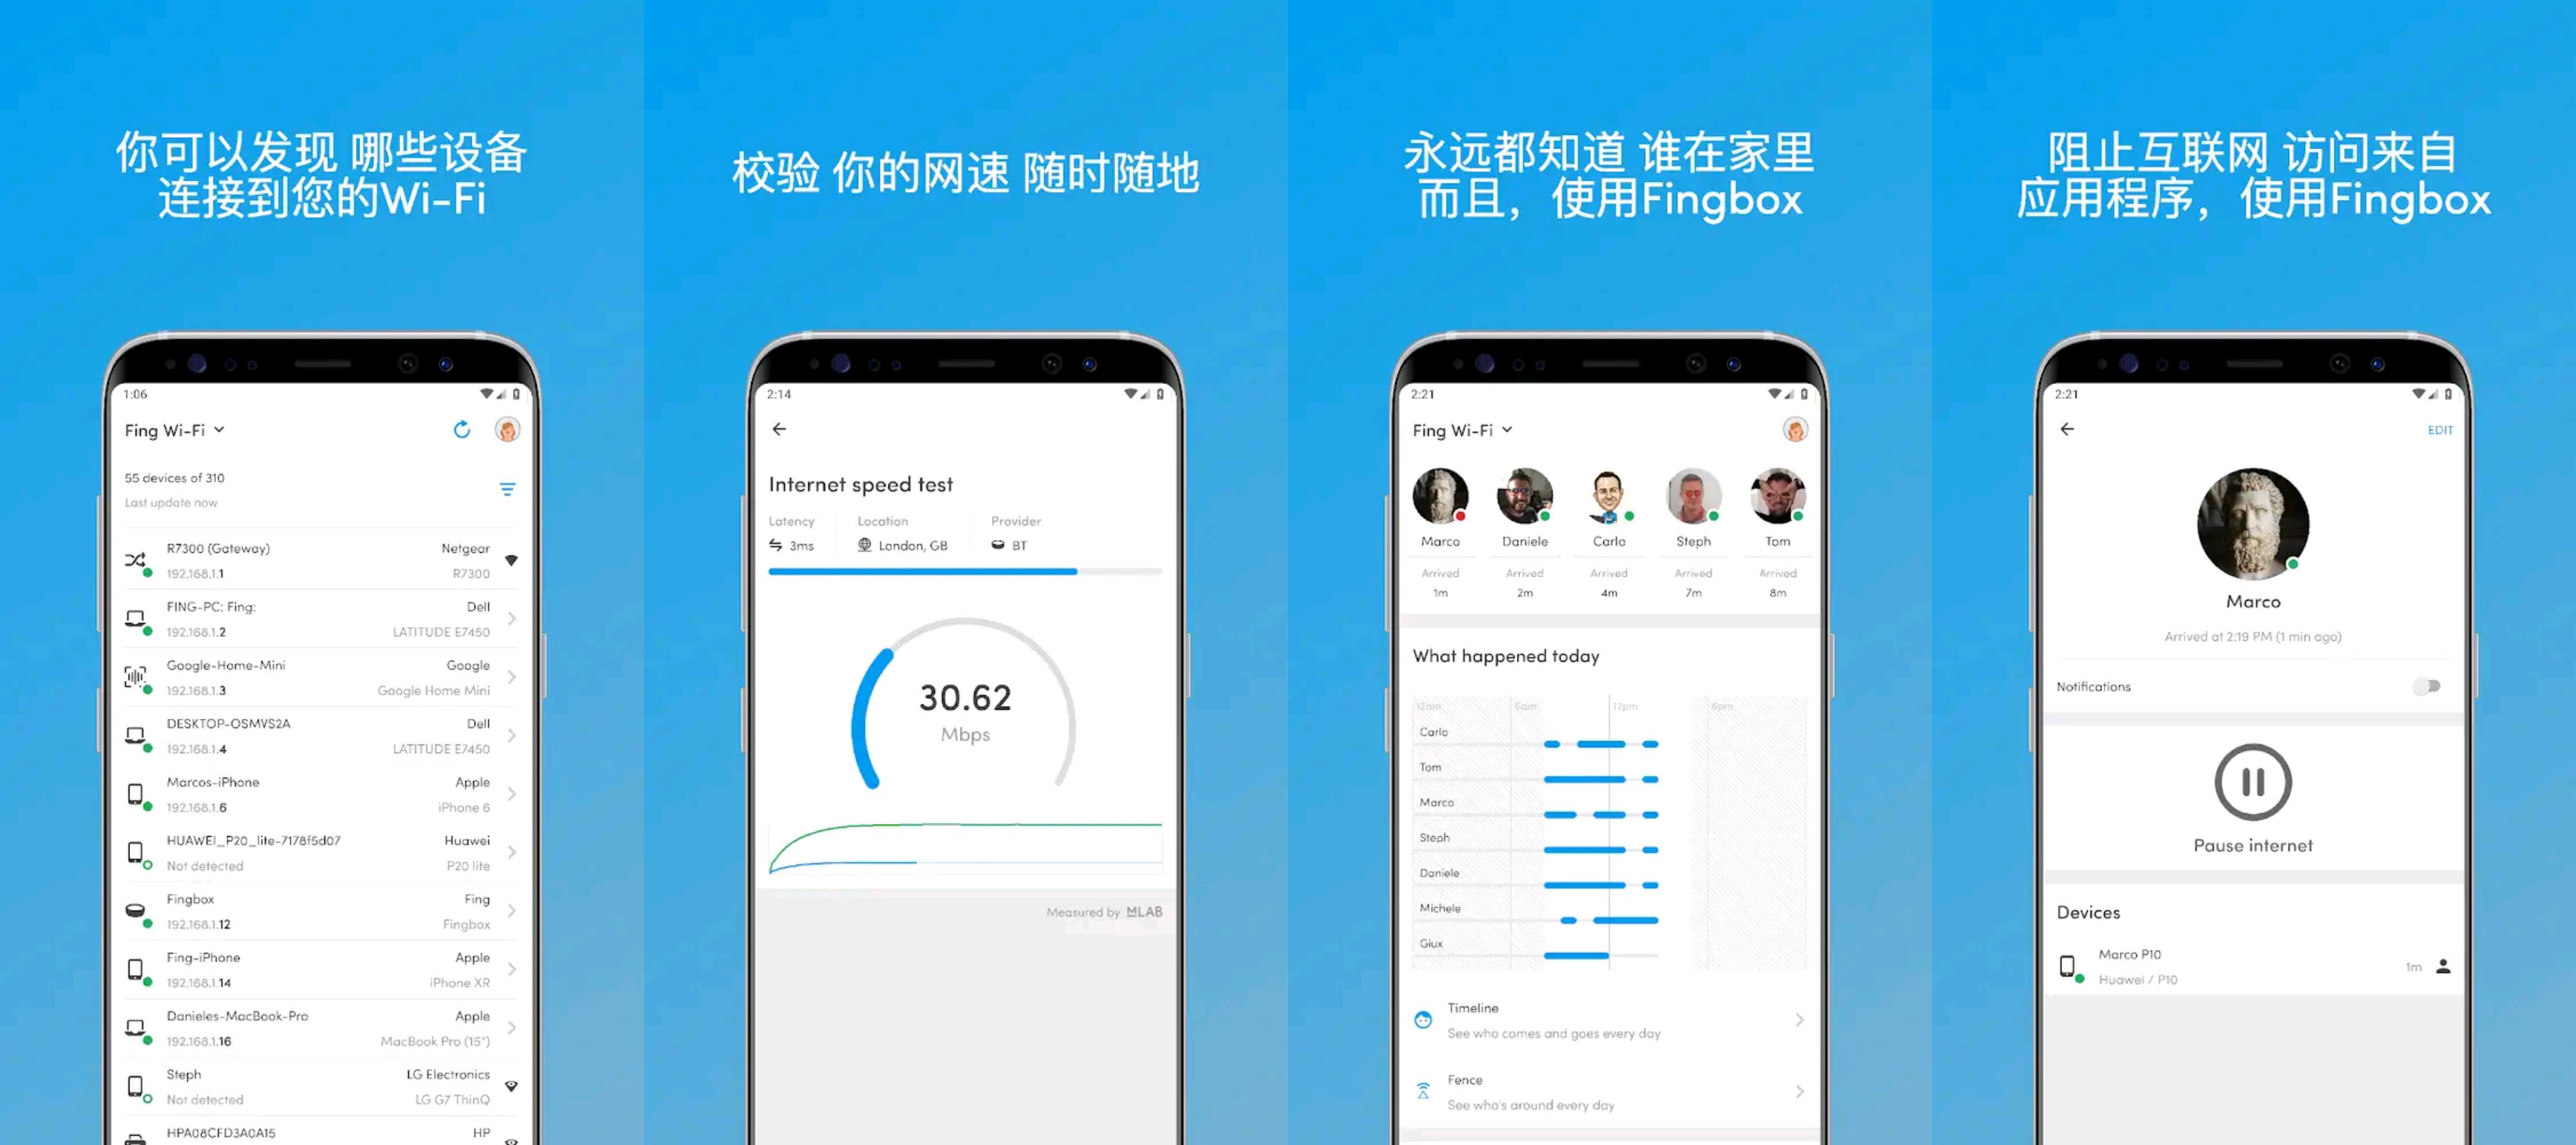 你可以发现 哪些设备
连接到您的Wi-Fi
1:06
Fing Wi-Fi
55 devices of 310
Last update now
R7300 (Gateway)
Netgear
192.168.1.1
R7300
FING-PC: Fing:
Dell
192.168.1.2
LATITUDE E7450
Google-Home-Mini
Google
192.168.1.3
Google Home Mini
DESKTOP-OSMVS2A
Dell
192.168.1.4
LATITUDE E7450
Marcos-iPhone
Apple
192.168.1.6
iPhone 6
HUAWEI_P20_lite-7178f5d07
Huawei
Not detected
P20 lite
Fingbox
Fing
192.168.1.12
Fingbox
Fing-iPhone
Apple
192.168.1.14
iPhone XR
Danieles-MacBook-Pro
Apple
192.168.1.16
MacBook Pro (15")
Steph
LG Electronics
Not detected
LG G7 ThinQ
HPA08CFD3A0A15
HP
校验 你的网速 随时随地
2:14
Internet speed test
Latency
Location
Provider
3ms
London, GB
BT
30.62
Mbps
Measured by MLAB
永远都知道 谁在家里
而且，使用Fingbox
2:21
Fing Wi-Fi
Marco
Daniele
Carlo
Steph
Tom
Arrived
Arrived
Arrived
Arrived
Arrived
1m
2m
4m
7m
8m
What happened today
12am
6am
12pm
6pm
Carlo
Tom
Marco
Steph
Daniele
Michele
Giux
Timeline
See who comes and goes every day
Fence
See who's around every day
阻止互联网 访问来自
应用程序，使用Fingbox
2:21
EDIT
Marco
Arrived at 2:19 PM (1 min ago)
Notifications
Pause internet
Devices
Marco P10
Huawei / P10
1m